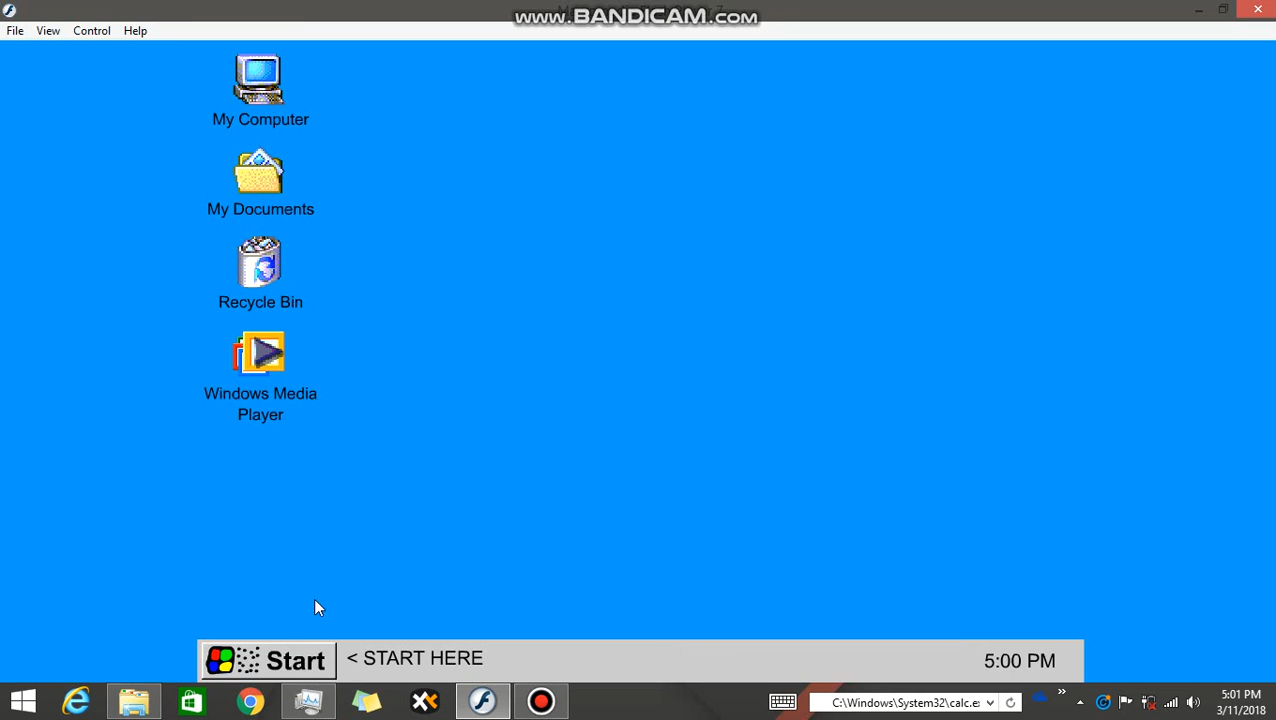 www.BANDICAM.com
File View Control Help
My Computer
My Documents
Recycle Bin
Windows Media
Player
Start < START HERE 5:00 PM
C:\Windows\System32\calc.ex
5:01 PM
3/11/2018